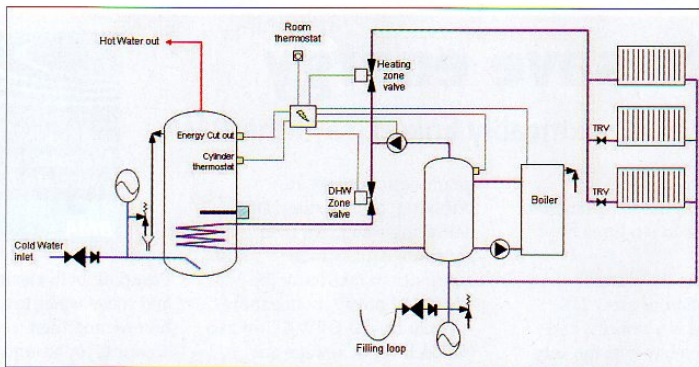 Room
thermostat
Hot Water out
Heating
zone
valve
Energy Cut out
TRV
Cylinder
thermostat
DHW
Zone
valve
Boiler
TRV
Cold Water
inlet
Filling loop